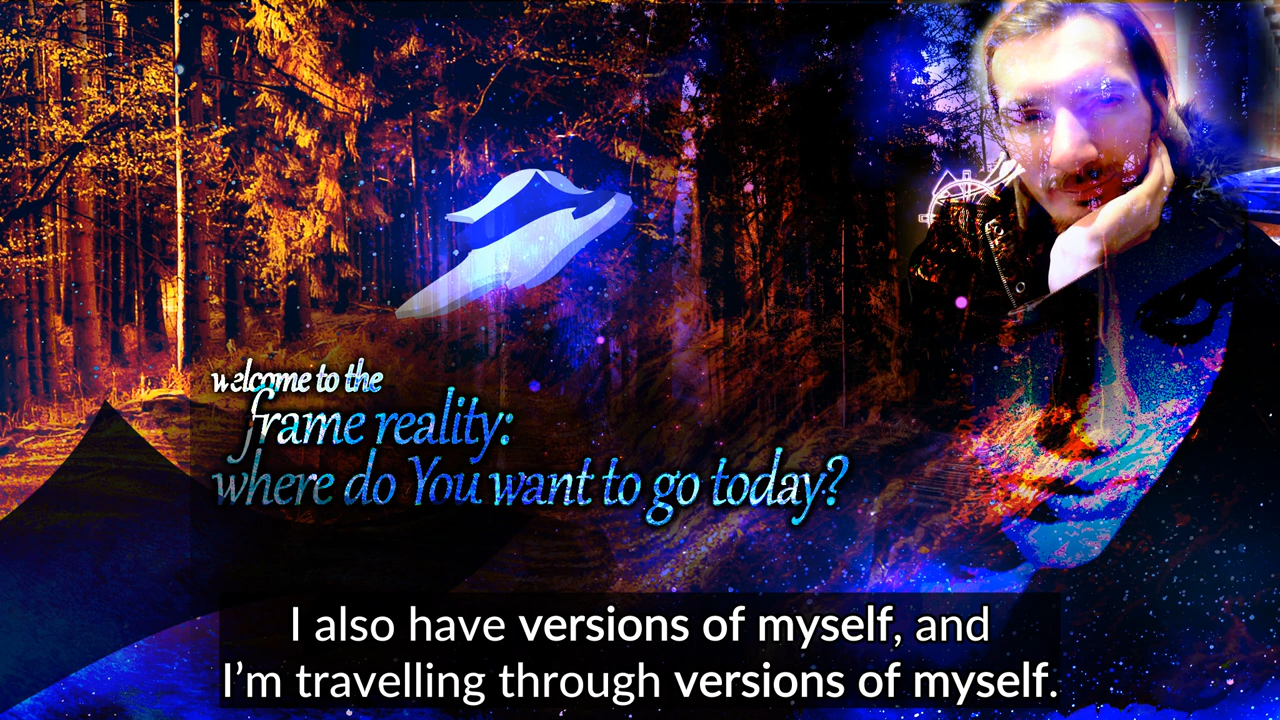 welcome to the
frame reality:
where do You want to go today?
I also have versions of myself, and
I’m travelling through versions of myself.